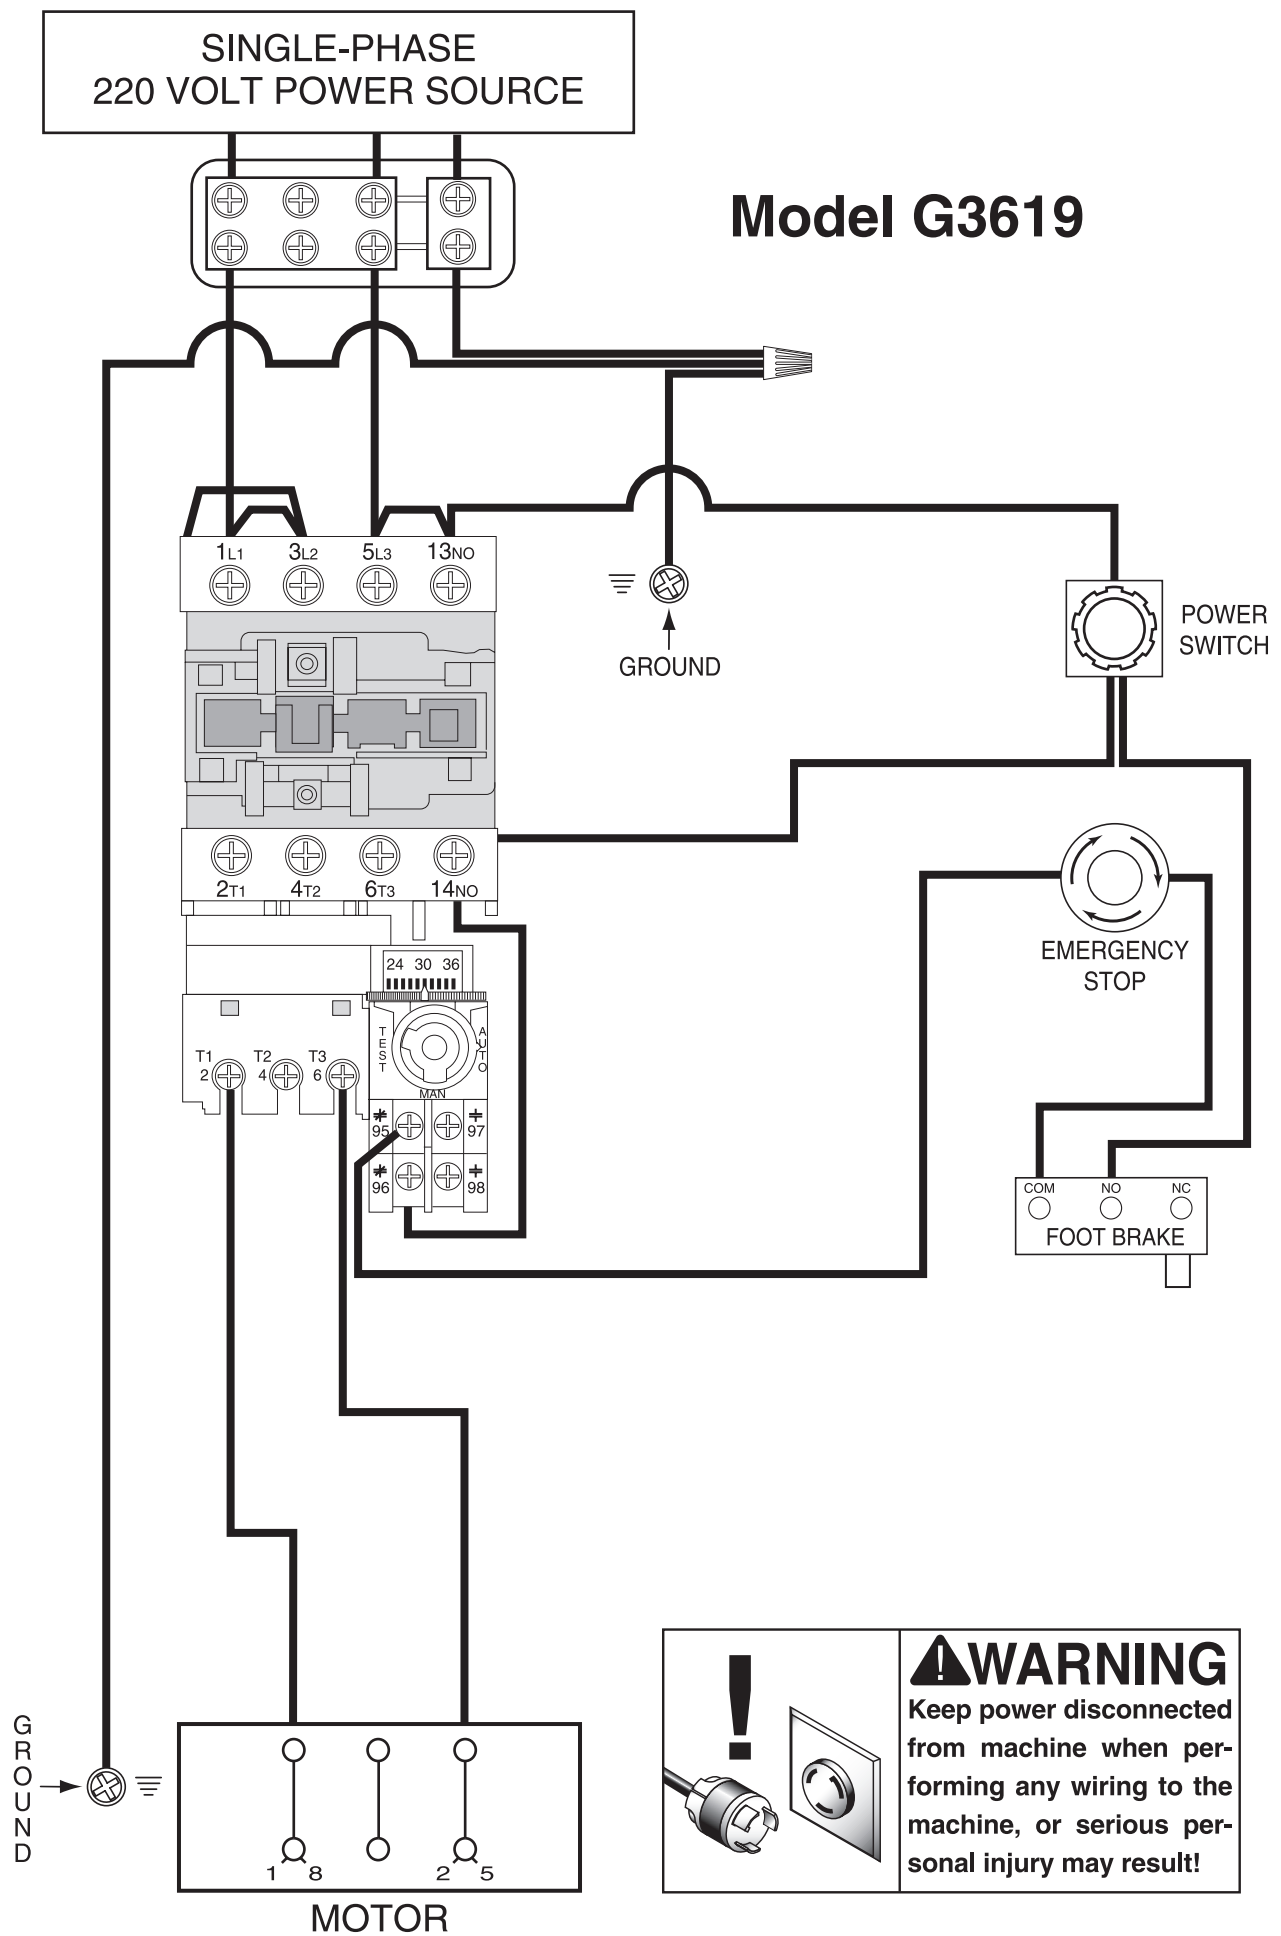 SINGLE-PHASE
220 VOLT POWER SOURCE
Model G3619
1L1 3L2 5L3 13NO
POWER
SWITCH
GROUND
2T1 4T2 6T3 14NO
EMERGENCY
STOP
24 30 36
TEST
AUTO
MAN
T1
2
T2
4
T3
6
95
97
96
98
COM NO NC
FOOT BRAKE
GROUND
1 8 2 5
MOTOR
!
WARNING
Keep power disconnected
from machine when per-
forming any wiring to the
machine, or serious per-
sonal injury may result!